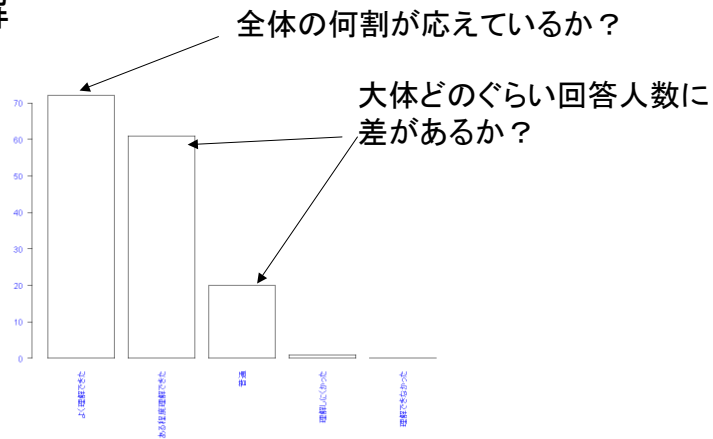 全体の何割が応えているか？
大体どのぐらい回答人数に
差があるか？
70
60
50
40
30
20
10
0
よく理解できた
ある程度理解できた
普通
理解しにくかった
理解できなかった